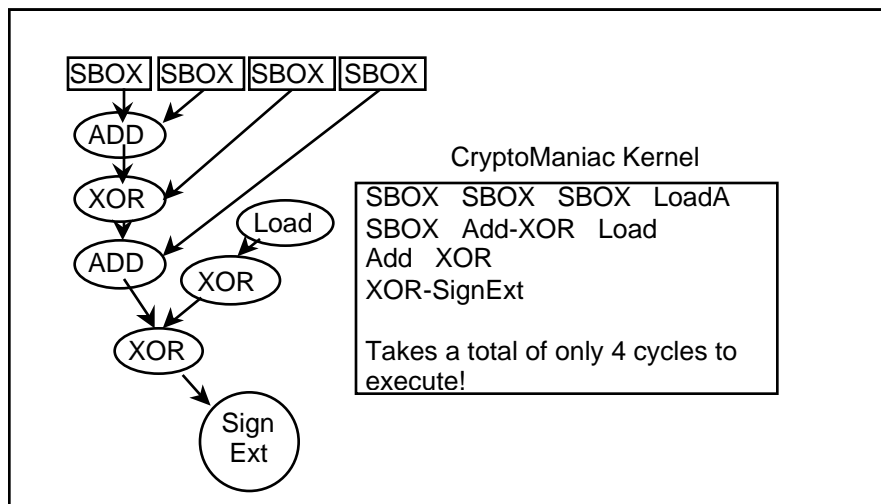 SBOX SBOX SBOX SBOX
ADD
XOR
Load
ADD
XOR
XOR
Sign
Ext
CryptoManiac Kernel
SBOX SBOX SBOX LoadA
SBOX Add-XOR Load
Add XOR
XOR-SignExt
Takes a total of only 4 cycles to
execute!